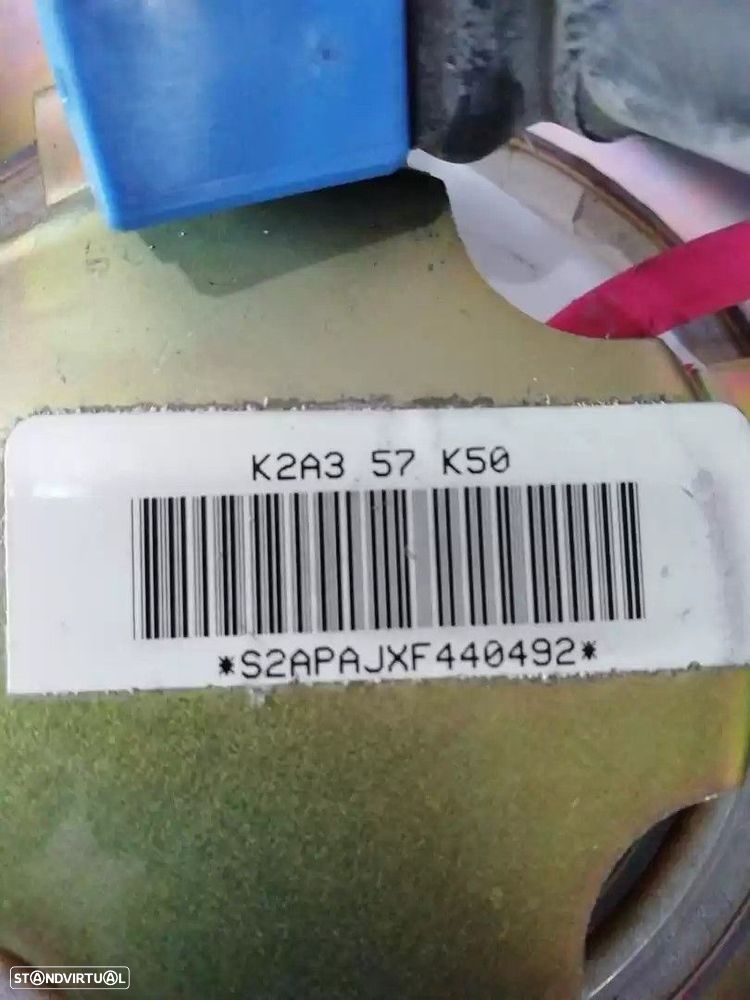 K2A3 57 K50
*S2APAJXF440492*
STANDVIRTUAL